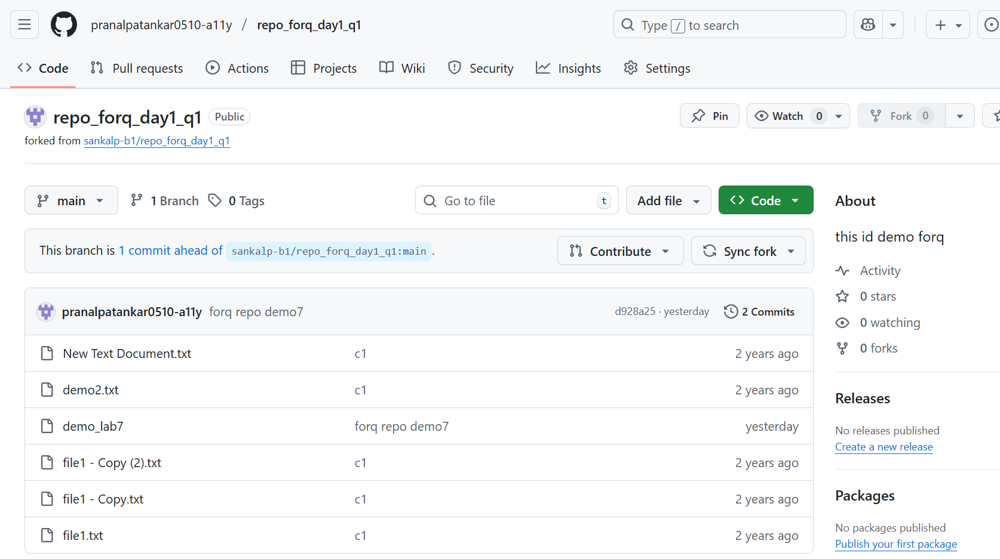 pranalpatankar0510-a11y / repo_forq_day1_q1
Type / to search
Code Pull requests Actions Projects Wiki Security Insights Settings
repo_forq_day1_q1 Public
Pin Watch 0 Fork 0
forked from sankalp-b1/repo_forq_day1_q1
main 1 Branch 0 Tags Go to file t Add file Code
This branch is 1 commit ahead of sankalp-b1/repo_forq_day1_q1:main.
Contribute Sync fork
pranalpatankar0510-a11y forq repo demo7 d928a25 · yesterday 2 Commits
New Text Document.txt c1 2 years ago
demo2.txt c1 2 years ago
demo_lab7 forq repo demo7 yesterday
file1 - Copy (2).txt c1 2 years ago
file1 - Copy.txt c1 2 years ago
file1.txt c1 2 years ago
About
this id demo forq
Activity
0 stars
0 watching
0 forks
Releases
No releases published
Create a new release
Packages
No packages published
Publish your first package